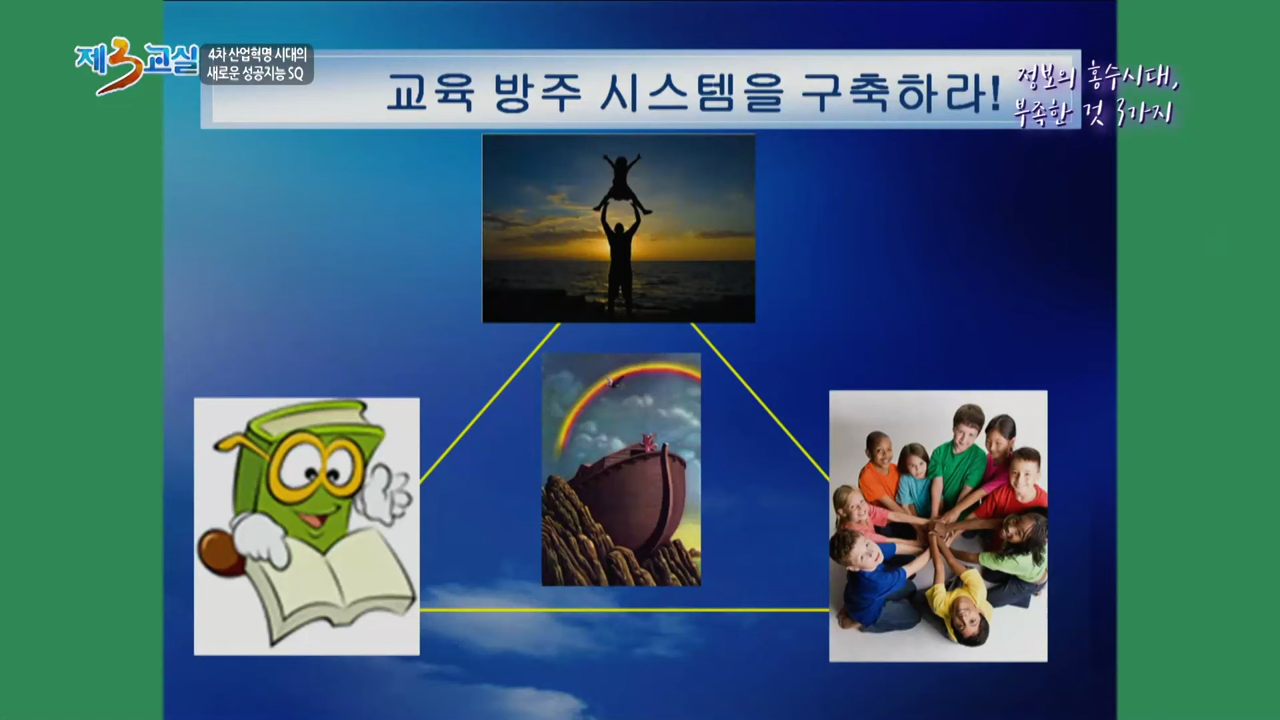 제3교실
4차 산업혁명 시대의
새로운 성공지능 SQ
교육 방주 시스템을 구축하라!
정보의 홍수시대,
부족한 것 3가지